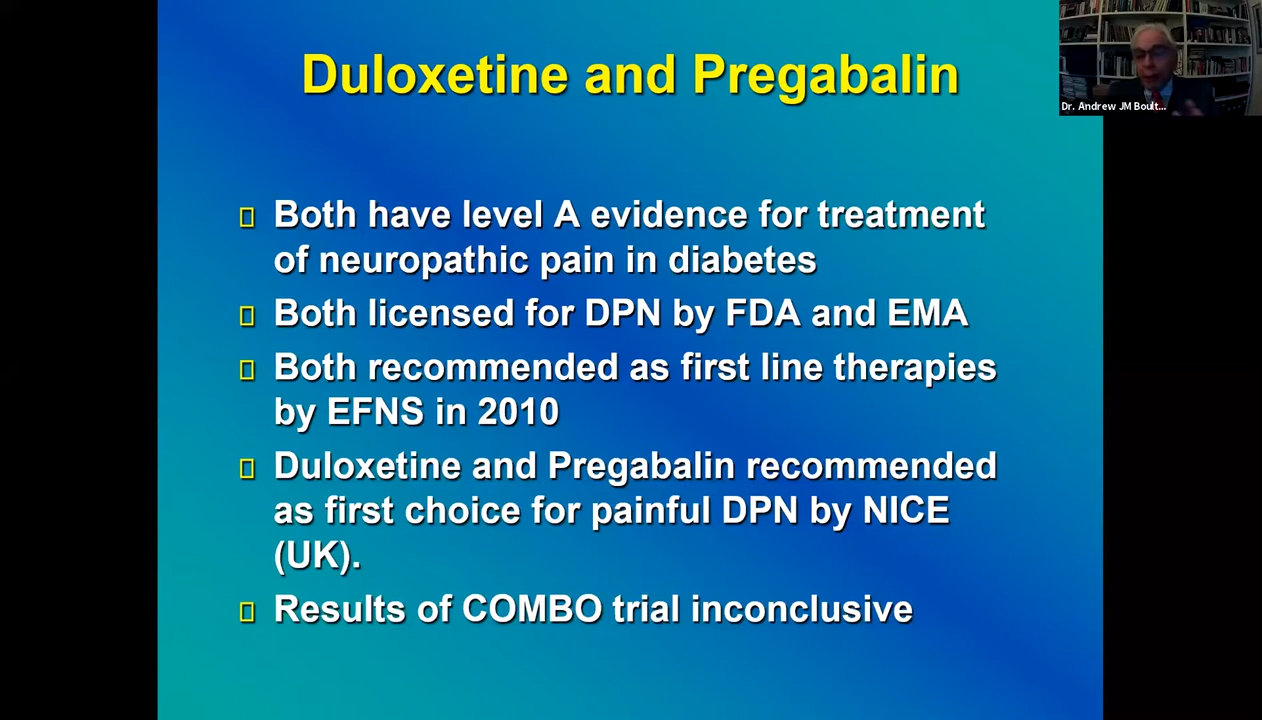 Duloxetine and Pregabalin
Dr. Andrew JM Boult...
Both have level A evidence for treatment
of neuropathic pain in diabetes
Both licensed for DPN by FDA and EMA
Both recommended as first line therapies
by EFNS in 2010
Duloxetine and Pregabalin recommended
as first choice for painful DPN by NICE
(UK).
Results of COMBO trial inconclusive